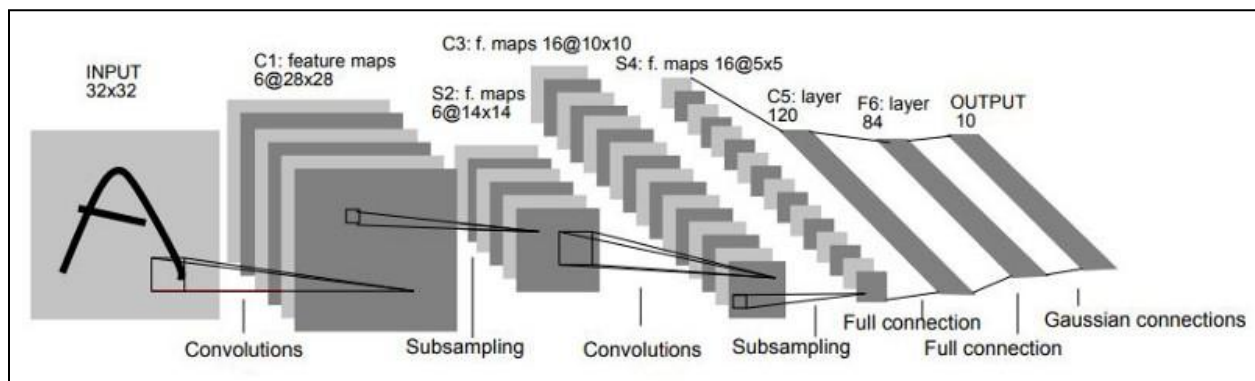 INPUT
32x32
C1: feature maps
6@28x28
S2: f. maps
6@14x14
C3: f. maps 16@10x10
S4: f. maps 16@5x5
C5: layer
120
F6: layer
84
OUTPUT
10
Convolutions
Subsampling
Convolutions
Subsampling
Full connection
Full connection
Gaussian connections